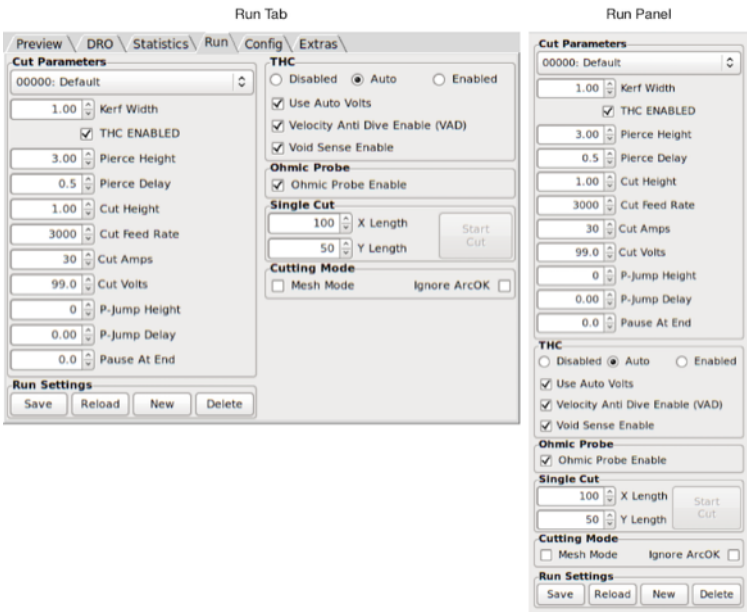 Run Tab
Preview DRO Statistics Run Config Extras
Cut Parameters
00000: Default
1.00 Kerf Width
THC ENABLED
3.00 Pierce Height
0.5 Pierce Delay
1.00 Cut Height
3000 Cut Feed Rate
30 Cut Amps
99.0 Cut Volts
0 P-Jump Height
0.00 P-Jump Delay
0.0 Pause At End
Run Settings
Save Reload New Delete
THC
Disabled Auto Enabled
Use Auto Volts
Velocity Anti Dive Enable (VAD)
Void Sense Enable
Ohmic Probe
Ohmic Probe Enable
Single Cut
100 X Length
50 Y Length
Start
Cut
Cutting Mode
Mesh Mode Ignore ArcOK
Run Panel
Cut Parameters
00000: Default
1.00 Kerf Width
THC ENABLED
3.00 Pierce Height
0.5 Pierce Delay
1.00 Cut Height
3000 Cut Feed Rate
30 Cut Amps
99.0 Cut Volts
0 P-Jump Height
0.00 P-Jump Delay
0.0 Pause At End
THC
Disabled Auto Enabled
Use Auto Volts
Velocity Anti Dive Enable (VAD)
Void Sense Enable
Ohmic Probe
Ohmic Probe Enable
Single Cut
100 X Length
50 Y Length
Start
Cut
Cutting Mode
Mesh Mode Ignore ArcOK
Run Settings
Save Reload New Delete